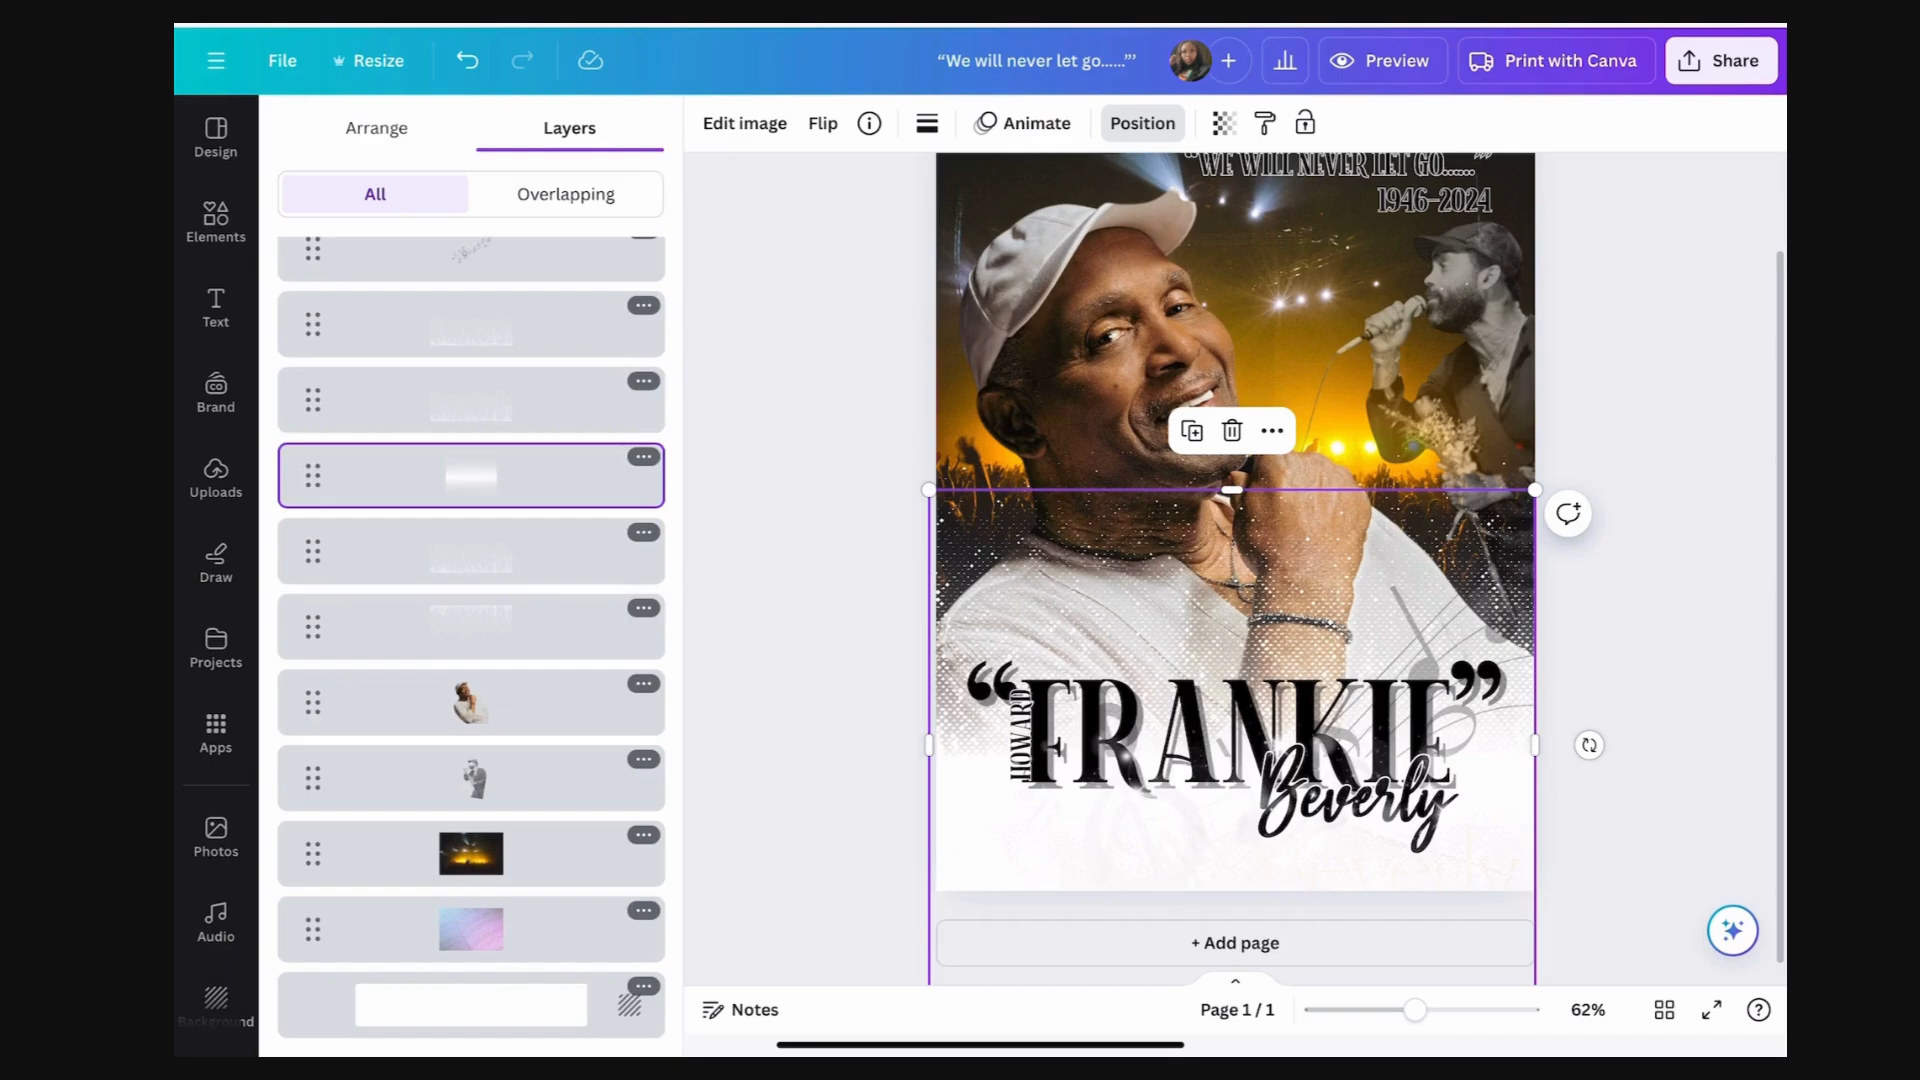 File
Resize
“We will never let go......”
Preview
Print with Canva
Share
Design
Elements
Text
Brand
Uploads
Draw
Projects
Apps
Photos
Audio
Background
Arrange
Layers
All
Overlapping
Edit image
Flip
Animate
Position
“WE WILL NEVER LET GO......”
1946-2024
“FRANKIE”
HOWARD
Beverly
+ Add page
Notes
Page 1 / 1
62%
CO